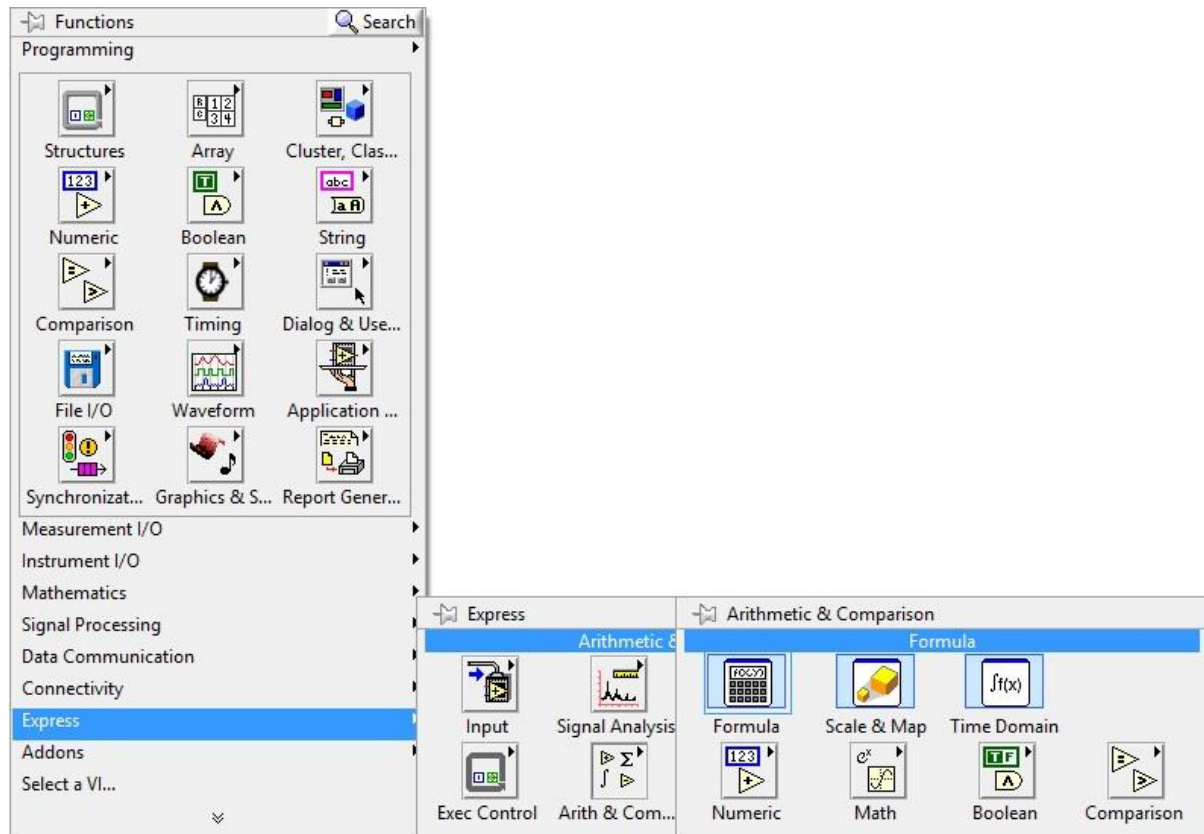 Functions Search
Programming
Structures Array Cluster, Clas...
Numeric Boolean String
Comparison Timing Dialog & Use...
File I/O Waveform Application ...
Synchronizat... Graphics & S... Report Gener...
Measurement I/O
Instrument I/O
Mathematics
Signal Processing
Data Communication
Connectivity
Express
Addons
Select a VI...
Express
Arithmetic &
Input Signal Analysis
Exec Control Arith & Com...
Arithmetic & Comparison
Formula
Formula Scale & Map Time Domain
Numeric Math Boolean Comparison